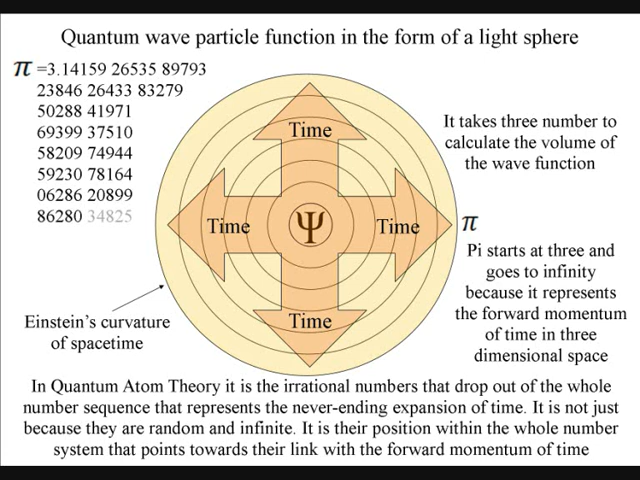 Quantum wave particle function in the form of a light sphere
π =3.14159 26535 89793
23846 26433 83279
50288 41971
69399 37510
58209 74944
59230 78164
06286 20899
86280 34825
It takes three number to
calculate the volume of
the wave function
Time
Time
Ψ
Time
Time
π
Pi starts at three and
goes to infinity
because it represents
the forward momentum
of time in three
dimensional space
Einstein’s curvature
of spacetime
In Quantum Atom Theory it is the irrational numbers that drop out of the whole
number sequence that represents the never-ending expansion of time. It is not just
because they are random and infinite. It is their position within the whole number
system that points towards their link with the forward momentum of time